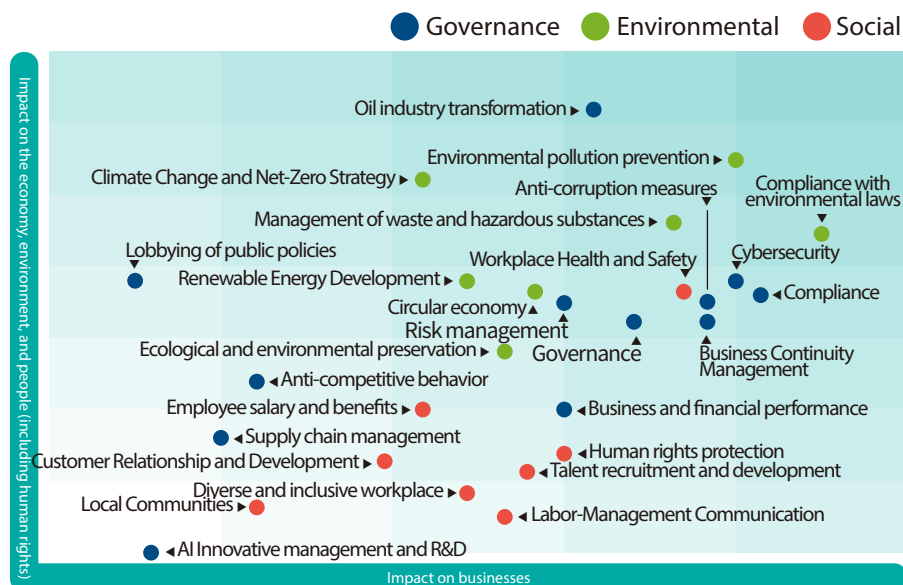 Governance
Environmental
Social
Impact on the economy, environment, and people (including human rights)
Oil industry transformation
Environmental pollution prevention
Climate Change and Net-Zero Strategy
Anti-corruption measures
Compliance with
environmental laws
Management of waste and hazardous substances
Lobbying of public policies
Workplace Health and Safety
Cybersecurity
Renewable Energy Development
Compliance
Circular economy
Risk management
Ecological and environmental preservation
Governance
Business Continuity
Management
Anti-competitive behavior
Employee salary and benefits
Business and financial performance
Supply chain management
Human rights protection
Customer Relationship and Development
Talent recruitment and development
Diverse and inclusive workplace
Local Communities
Labor-Management Communication
AI Innovative management and R&D
Impact on businesses